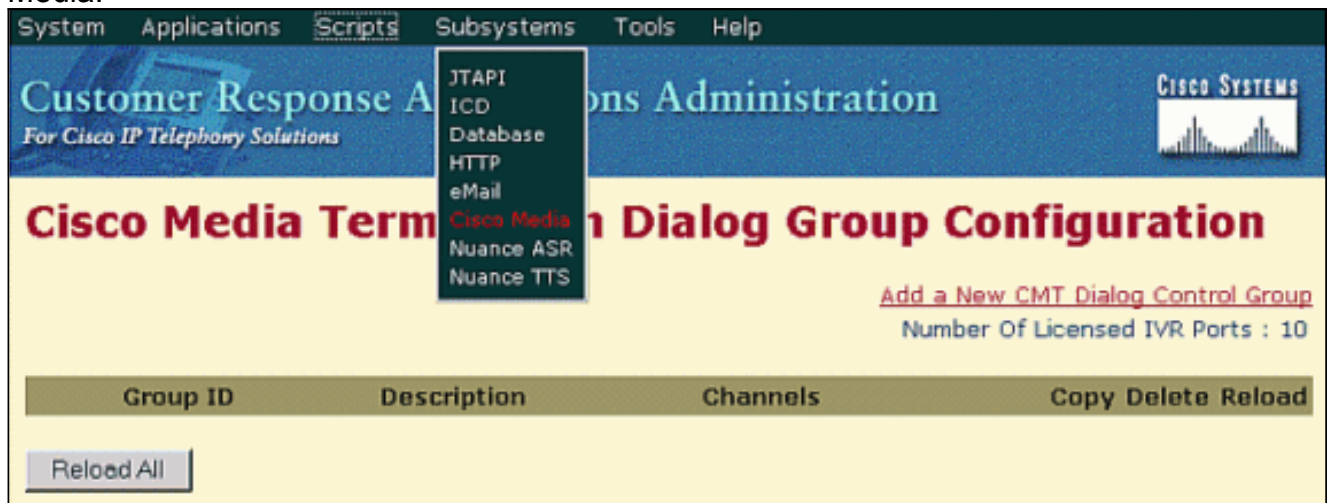 Media.
System Applications Scripts Subsystems Tools Help
JTAPI
ICD
Database
HTTP
eMail
Cisco Media
Nuance ASR
Nuance TTS
Customer Resp onse A ons Administration
For Cisco IP Telephony Solutions
CISCO SYSTEMS
Cisco Media Term n Dialog Group Configuration
Add a New CMT Dialog Control Group
Number Of Licensed IVR Ports : 10
Group ID Description Channels Copy Delete Reload
Reload All